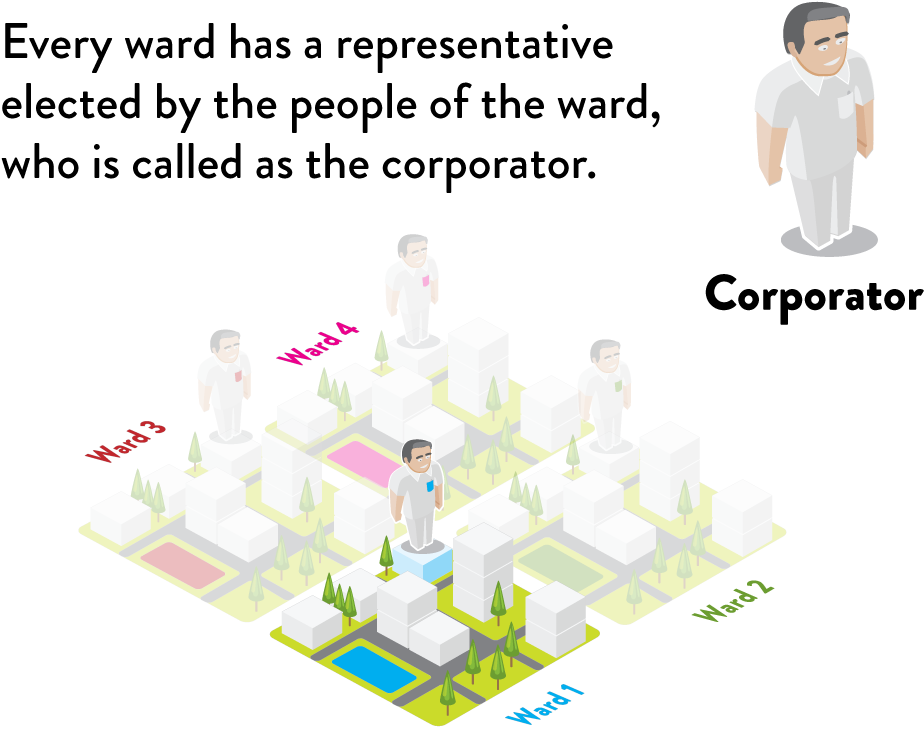 Every ward has a representative
elected by the people of the ward,
who is called as the corporator.
Corporator
Ward 4
Ward 3
Ward 2
Ward 1